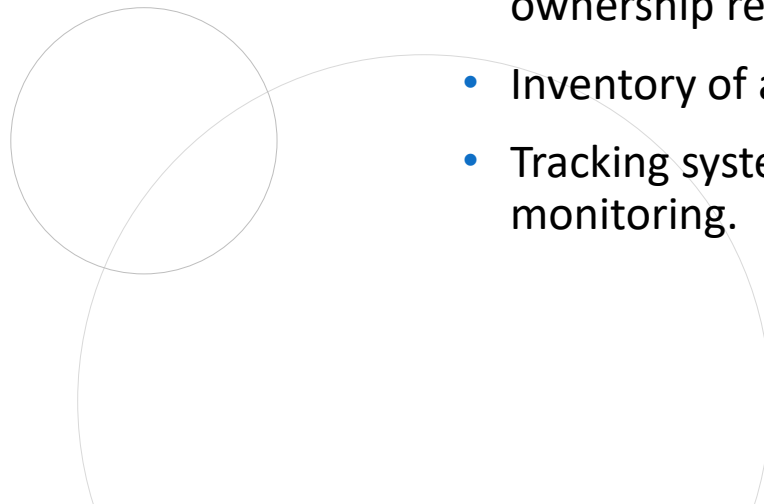 ownership re
• Inventory of a
• Tracking syste
monitoring.